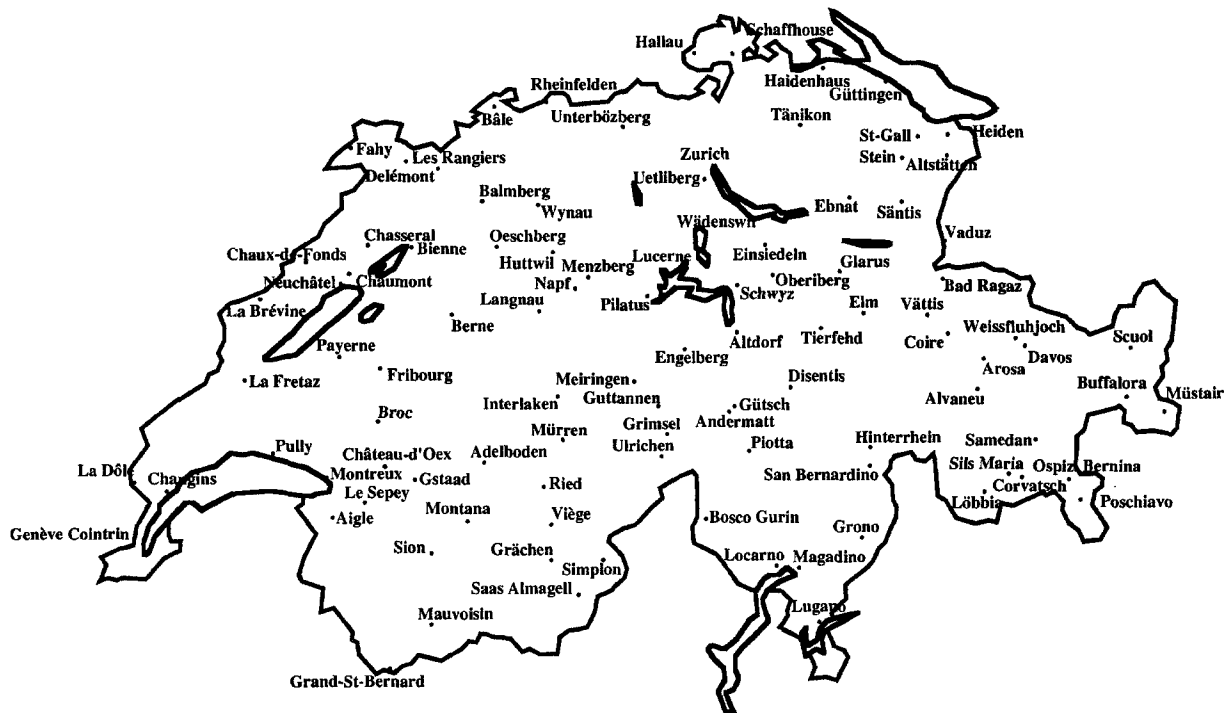 Schaffhouse
Hallau
Haidenhaus
Rheinfelden
Güttingen
Bâle
Unterbözberg
Tänikon
St-Gall
Heiden
Fahy
Les Rangiers
Zurich
Stein
Altstätten
Delémont
Uetliberg
Balmberg
Wynau
Ebnat
Säntis
Wädenswil
Chasseral
Bienne
Oeschberg
Vaduz
Chaux-de-Fonds
Huttwil
Lucerne
Einsiedeln
Glarus
Menzberg
Neuchâtel
Chaumont
Napf
Oberiberg
Bad Ragaz
Schwyz
La Brévine
Langnau
Pilatus
Elm
Vättis
Berne
Weissfluhjoch
Scuol
Payerne
Altdorf
Tierfehd
Coire
Engelberg
Davos
Arosa
La Fretaz
Fribourg
Meiringen
Disentis
Buffalora
Müstair
Interlaken
Guttannen
Gütsch
Alvaneu
Broc
Andermatt
Grimsel
Mürren
Ulrichen
Piotta
Hinterrhein
Samedan
Pully
Château-d'Oex
Adelboden
La Dôle
Montreux
Gstaad
San Bernardino
Sils Maria
Ospiz Bernina
Changins
Le Sepey
Ried
Corvatsch
Löbbia
Poschiavo
Aigle
Montana
Viège
Bosco Gurin
Grono
Genève Cointrin
Sion
Grächen
Simplon
Locarno
Magadino
Saas Almagell
Mauvoisin
Lugano
Grand-St-Bernard